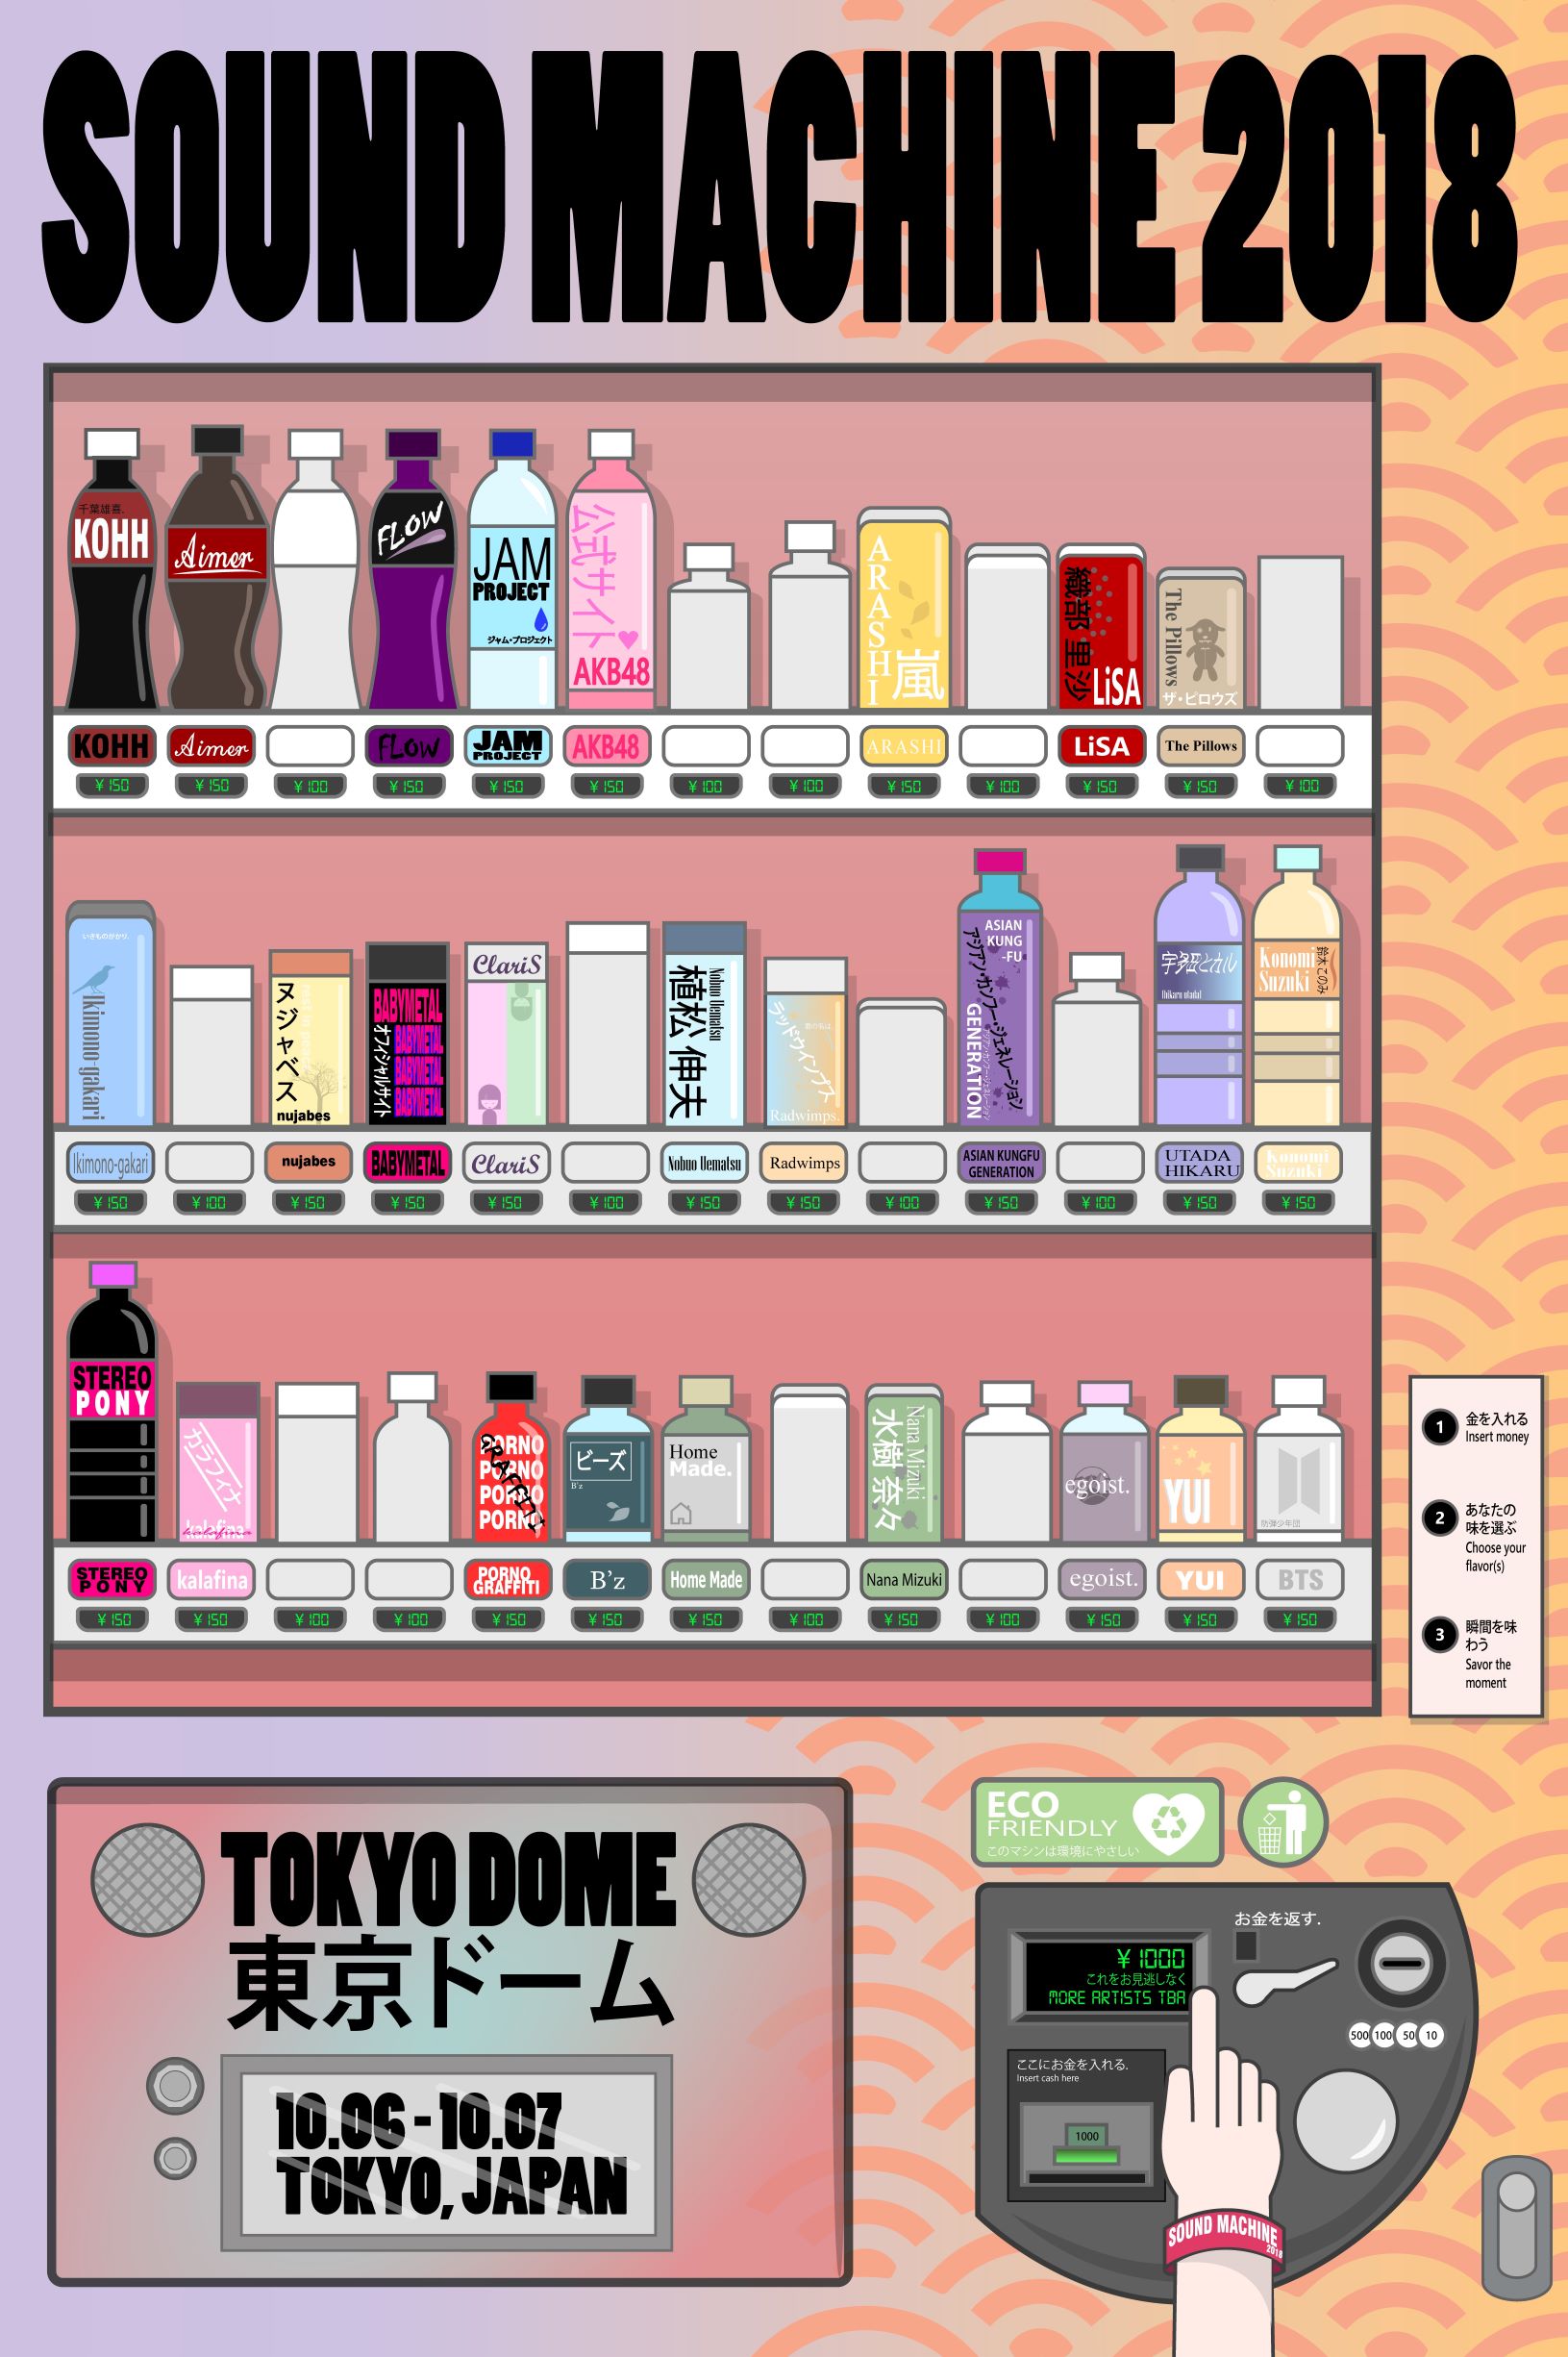 SOUND MACHINE 2018
千葉雄喜.
KOHH
Aimer
FLOW
JAM
PROJECT
ジャム・プロジェクト
公式サイト♥
AKB48
ARASHI
嵐
織部 里沙
LiSA
The Pillows
ザ・ピロウズ
KOHH
Aimer
FLOW
JAM
PROJECT
AKB48
ARASHI
LiSA
The Pillows
¥150
¥150
¥100
¥150
¥150
¥150
¥100
¥100
¥150
¥100
¥150
¥150
¥100
いきものがかり.
Ikimono-gakari
ヌジャベス
nujabes
BABYMETAL
BABYMETAL
BABYMETAL
BABYMETAL
BABYMETAL
オフィシャルサイト
ClariS
植松 伸夫
Nobuo Uematsu
ラッドウインプス
Radwimps.
ASIAN
KUNG
-FU
GENERATION
アジアン・カンフー・ジェネレーション
宇多田ヒカル
Konomi
Suzuki
鈴木このみ
Ikimono-gakari
nujabes
BABYMETAL
ClariS
Nobuo Uematsu
Radwimps
ASIAN KUNGFU
GENERATION
UTADA
HIKARU
Konomi
Suzuki
¥150
¥100
¥150
¥150
¥150
¥100
¥150
¥150
¥100
¥150
¥100
¥150
¥150
STEREO
PONY
カラフィナ
kalafina
PORNO
PORNO
PORNO
PORNO
GRAFFITTI
ビーズ
B'z
Home
Made.
水樹 奈々
Nana Mizuki
egoist.
YUI
防弾少年団
STEREO
PONY
kalafina
PORNO
GRAFFITI
B'z
Home Made
Nana Mizuki
egoist.
YUI
BTS
¥150
¥150
¥100
¥100
¥150
¥150
¥150
¥100
¥150
¥100
¥150
¥150
¥150
1
金を入れる
Insert money
2
あなたの
味を選ぶ
Choose your
flavor(s)
3
瞬間を味
わう
Savor the
moment
TOKYO DOME
東京ドーム
10.06 - 10.07
TOKYO, JAPAN
ECO
FRIENDLY
このマシンは環境にやさしい
お金を返す.
¥1000
これをお見逃しなく
MORE ARTISTS TBA
500 100 50 10
ここにお金を入れる.
Insert cash here
1000
SOUND MACHINE
2018